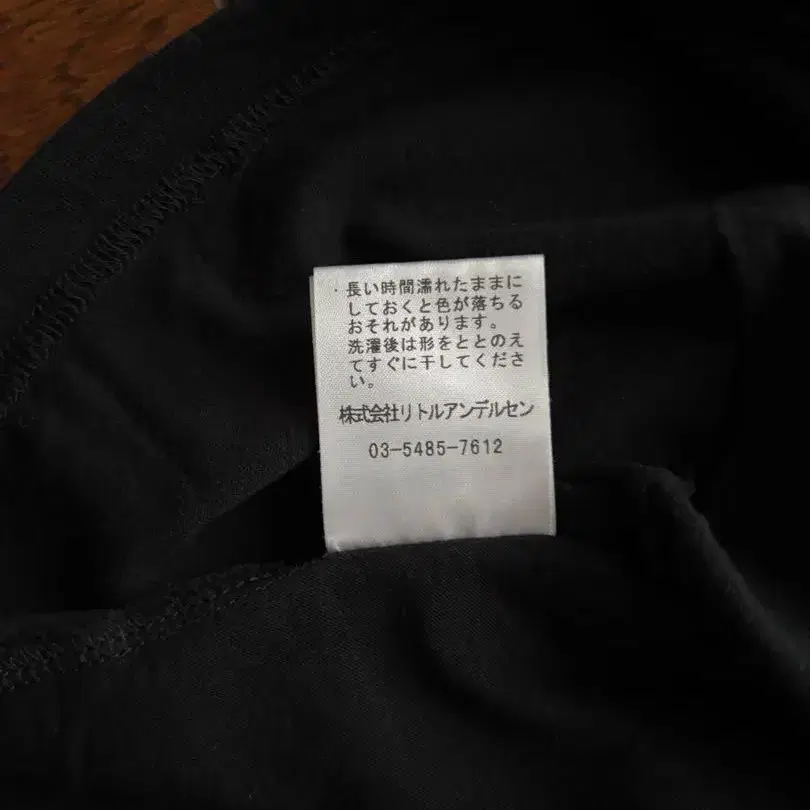 ・長い時間濡れたままに
しておくと色が落ちる
おそれがあります。
洗濯後は形をととのえ
てすぐに干してくださ
い。
株式会社リトルアンデルセン
03-5485-7612